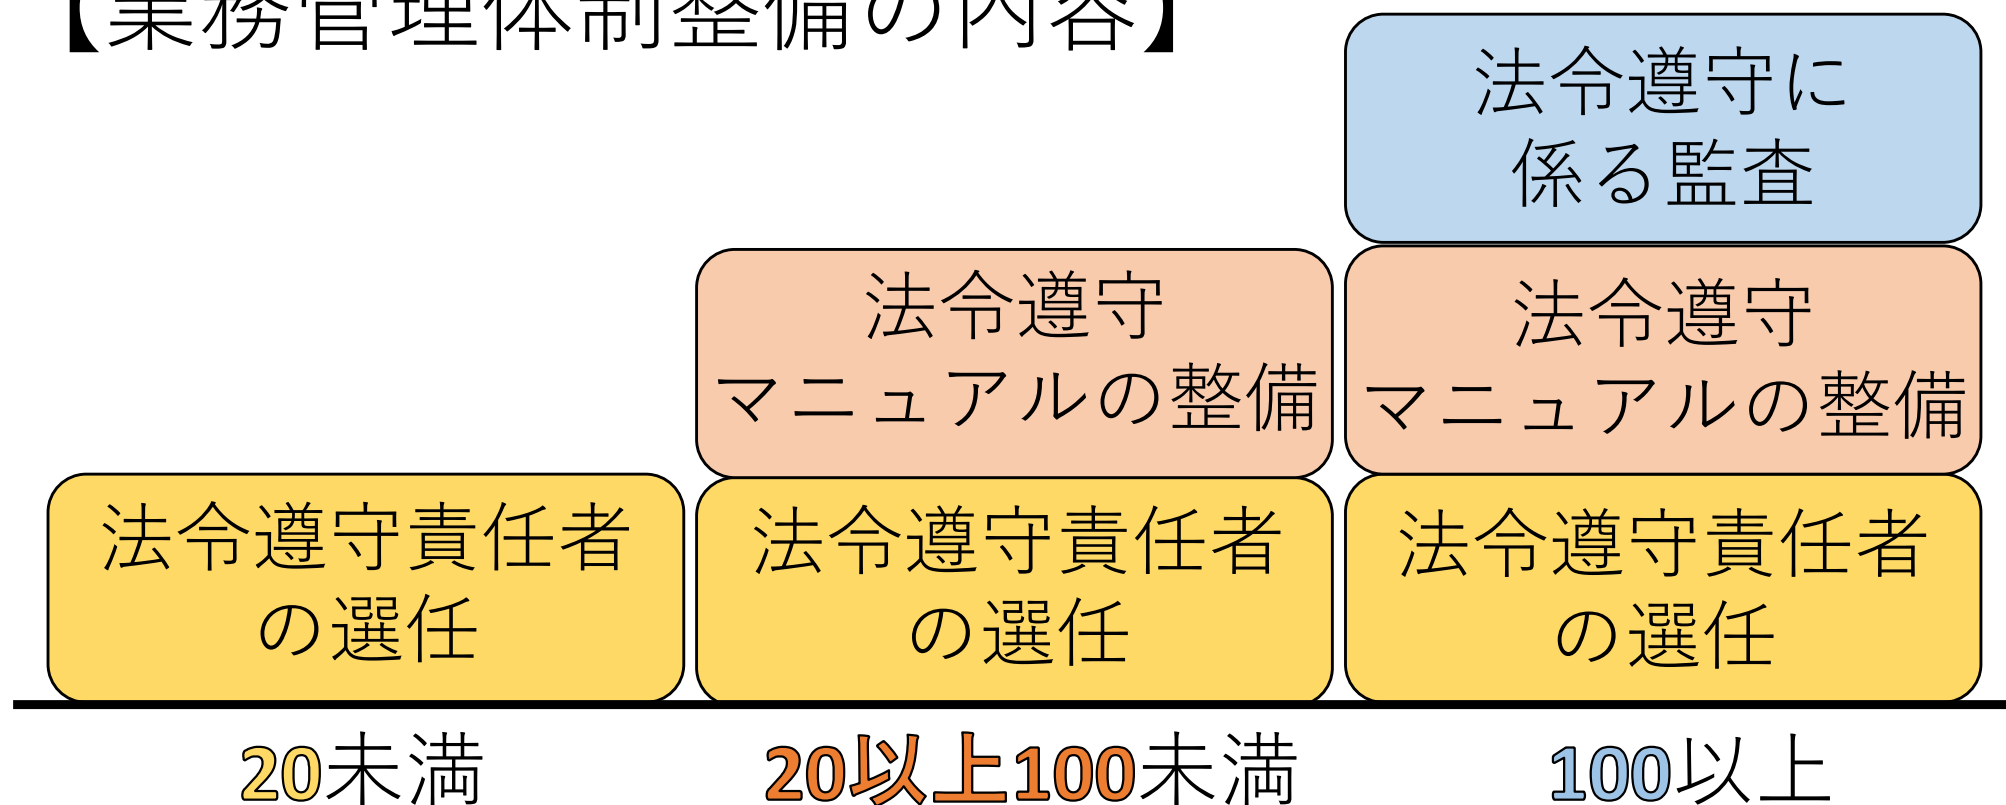 【業務管理体制整備の内容】
法令遵守に
係る監査
法令遵守
マニュアルの整備
法令遵守
マニュアルの整備
法令遵守責任者
の選任
法令遵守責任者
の選任
法令遵守責任者
の選任
20未満
20以上100未満
100以上